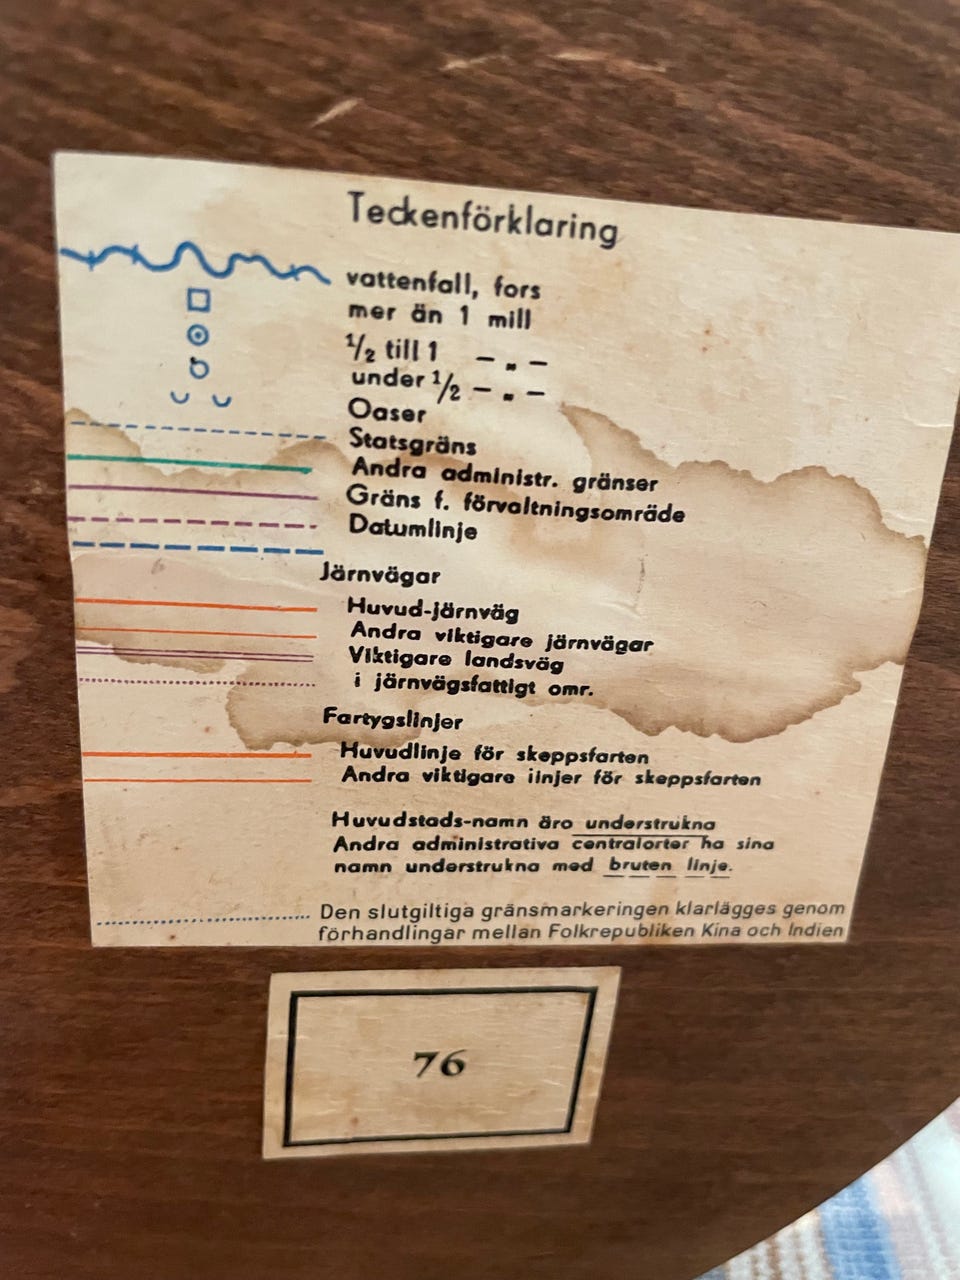 Teckenförklaring
vattenfall, fors
mer än 1 mill
½ till 1 – „ –
under ½ – „ –
Oaser
Statsgräns
Andra administr. gränser
Gräns f. förvaltningsområde
Datumlinje
Järnvägar
Huvud-järnväg
Andra viktigare järnvägar
Viktigare landsväg
i järnvägsfattigt omr.
Fartygslinjer
Huvudlinje för skeppsfarten
Andra viktigare iinjer för skeppsfarten
Huvudstads-namn äro understrukna
Andra administrativa centralorter ha sina
namn understrukna med bruten linje.
Den slutgiltiga gränsmarkeringen klarlägges genom
förhandlingar mellan Folkrepubliken Kina och Indien
76